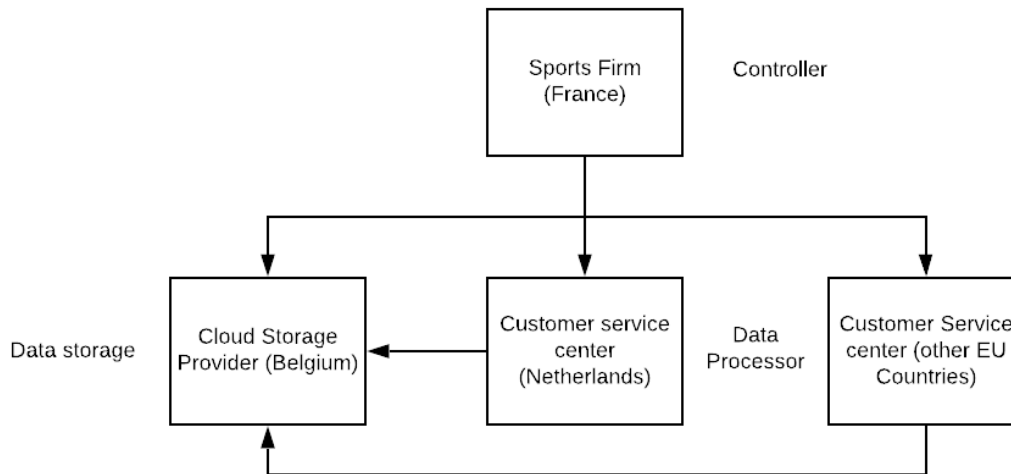 Sports Firm
(France)
Controller
Data storage
Cloud Storage
Provider (Belgium)
Customer service
center
(Netherlands)
Data
Processor
Customer Service
center (other EU
Countries)